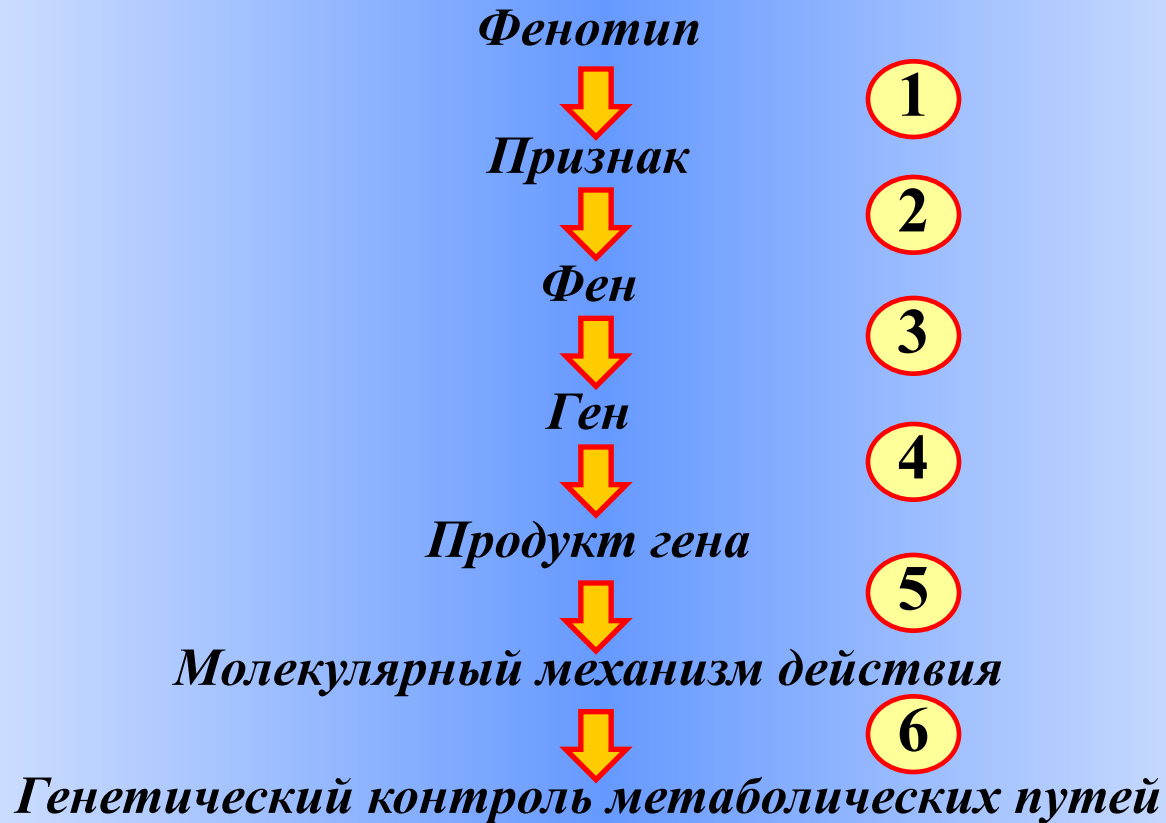 Фенотип
1
Признак
2
Фен
3
Ген
4
Продукт гена
5
Молекулярный механизм действия
6
Генетический контроль метаболических путей